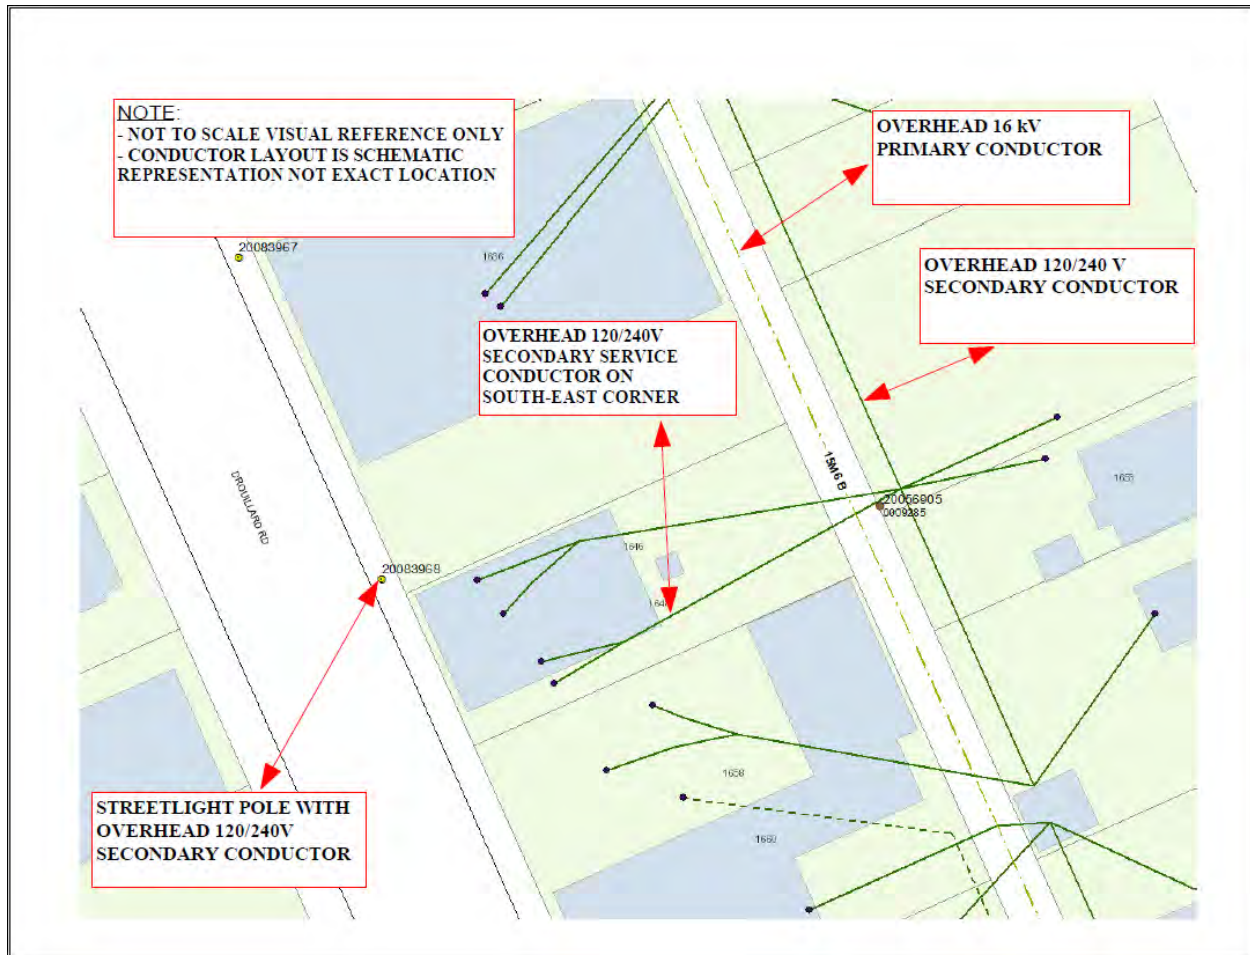 NOTE:
- NOT TO SCALE VISUAL REFERENCE ONLY
- CONDUCTOR LAYOUT IS SCHEMATIC
REPRESENTATION NOT EXACT LOCATION
OVERHEAD 16 kV
PRIMARY CONDUCTOR
20083967
1636
OVERHEAD 120/240 V
SECONDARY CONDUCTOR
OVERHEAD 120/240V
SECONDARY SERVICE
CONDUCTOR ON
SOUTH-EAST CORNER
15M6 B
DROUILLARD RD
20056905
0009285
1646
20083968
1658
1660
STREETLIGHT POLE WITH
OVERHEAD 120/240V
SECONDARY CONDUCTOR